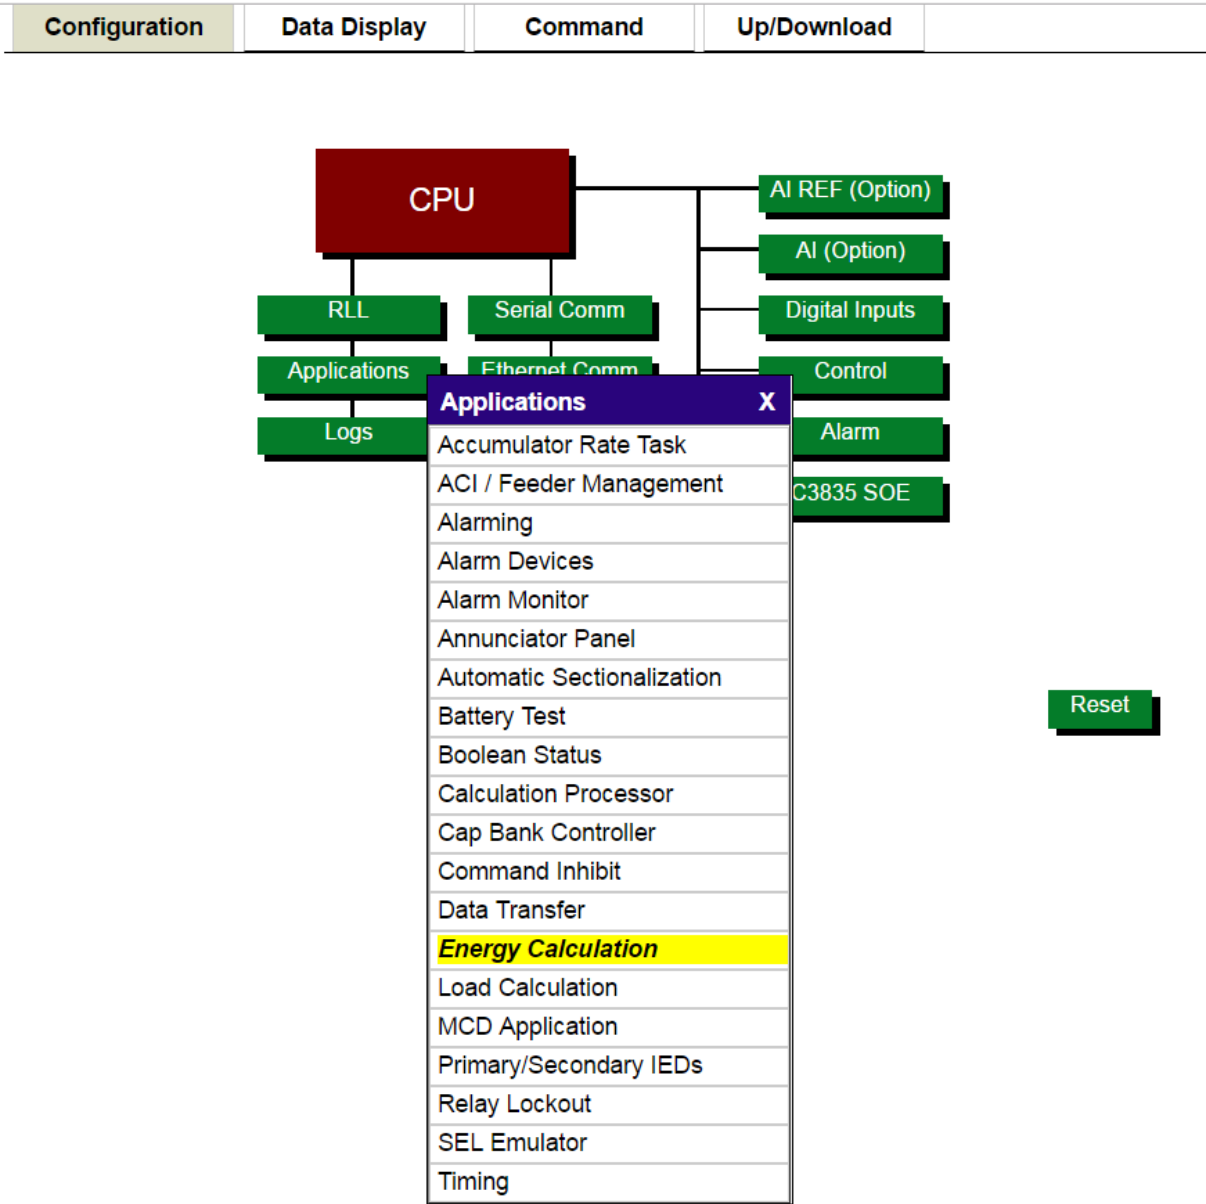 Configuration
Data Display
Command
Up/Download
CPU
AI REF (Option)
AI (Option)
RLL
Serial Comm
Digital Inputs
Applications
Ethernet Comm
Control
Logs
Alarm
C3835 SOE
Applications X
Accumulator Rate Task
ACI / Feeder Management
Alarming
Alarm Devices
Alarm Monitor
Annunciator Panel
Automatic Sectionalization
Battery Test
Boolean Status
Calculation Processor
Cap Bank Controller
Command Inhibit
Data Transfer
Energy Calculation
Load Calculation
MCD Application
Primary/Secondary IEDs
Relay Lockout
SEL Emulator
Timing
Reset